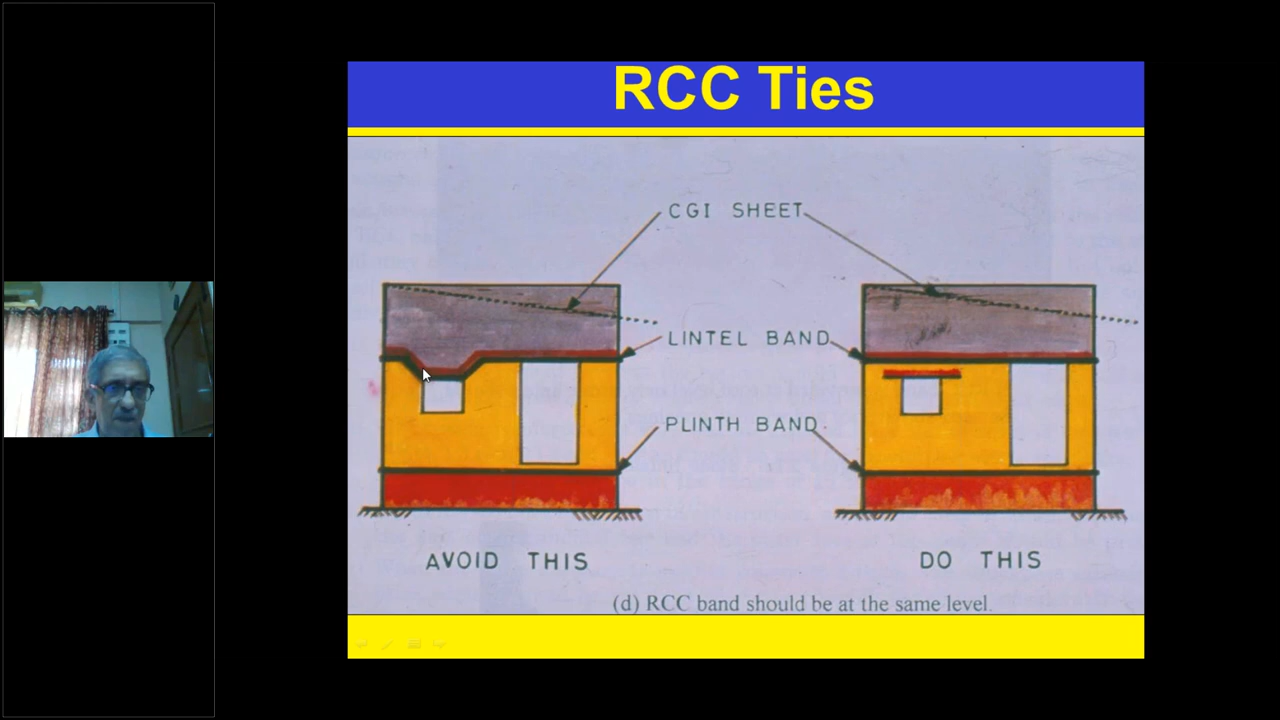 RCC Ties
CGI SHEET
LINTEL BAND
PLINTH BAND
AVOID THIS
DO THIS
(d) RCC band should be at the same level.